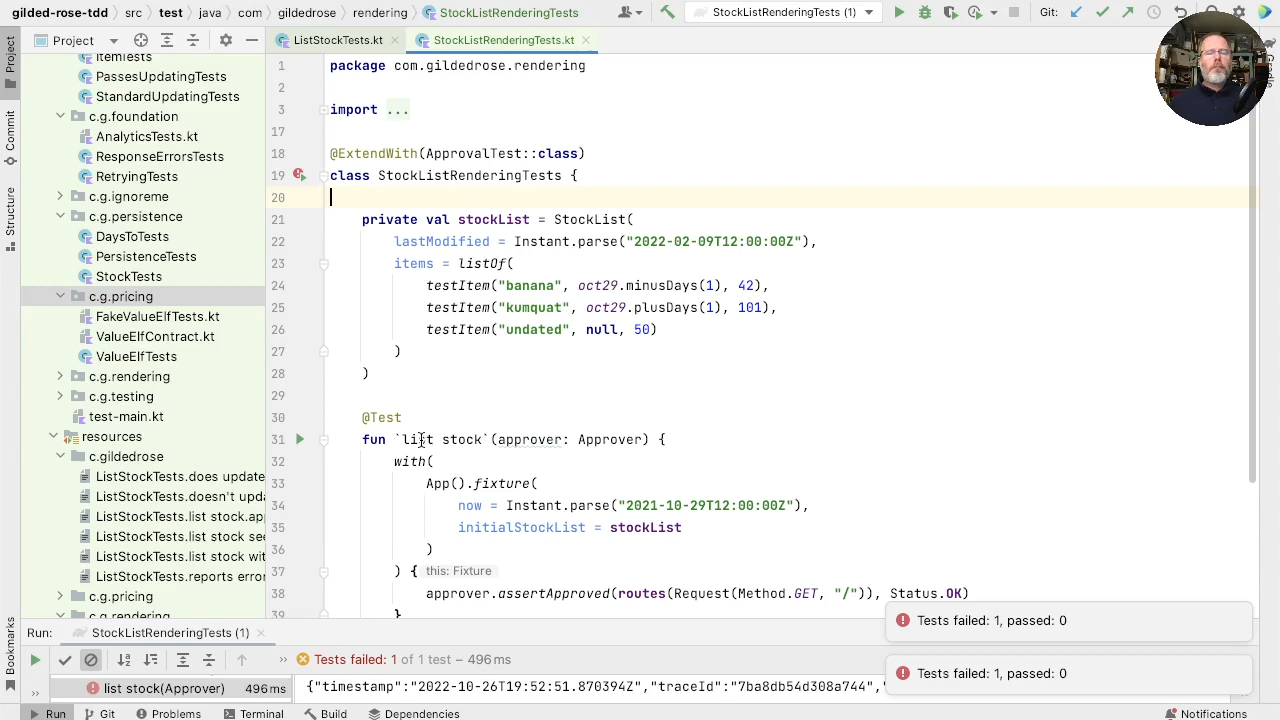 gilded-rose-tdd › src › test › java › com › gildedrose › rendering › StockListRenderingTests
StockListRenderingTests (1)
Git:
Project
ListStockTests.kt
StockListRenderingTests.kt
ItemTests
PassesUpdatingTests
StandardUpdatingTests
c.g.foundation
AnalyticsTests.kt
ResponseErrorsTests
RetryingTests
c.g.ignoreme
c.g.persistence
DaysToTests
PersistenceTests
StockTests
c.g.pricing
FakeValueElfTests.kt
ValueElfContract.kt
ValueElfTests
c.g.rendering
c.g.testing
test-main.kt
resources
c.gildedrose
ListStockTests.does update
ListStockTests.doesn't upda
ListStockTests.list stock.ap
ListStockTests.list stock see
ListStockTests.list stock wit
ListStockTests.reports error
c.g.pricing
c.g.rendering
Project
Commit
Structure
Bookmarks
1 package com.gildedrose.rendering
2
3 import ...
17
18 @ExtendWith(ApprovalTest::class)
19 class StockListRenderingTests {
20
21 private val stockList = StockList(
22 lastModified = Instant.parse("2022-02-09T12:00:00Z"),
23 items = listOf(
24 testItem("banana", oct29.minusDays(1), 42),
25 testItem("kumquat", oct29.plusDays(1), 101),
26 testItem("undated", null, 50)
27 )
28 )
29
30 @Test
31 fun `list stock`(approver: Approver) {
32 with(
33 App().fixture(
34 now = Instant.parse("2021-10-29T12:00:00Z"),
35 initialStockList = stockList
36 )
37 ) { this: Fixture
38 approver.assertApproved(routes(Request(Method.GET, "/")), Status.OK)
39 }
Tests failed: 1, passed: 0
Tests failed: 1, passed: 0
Run: StockListRenderingTests (1)
Tests failed: 1 of 1 test – 496 ms
list stock(Approver) 496 ms
{"timestamp":"2022-10-26T19:52:51.870394Z","traceId":"7ba8db54d308a744",
Run
Git
Problems
Terminal
Build
Dependencies
Notifications